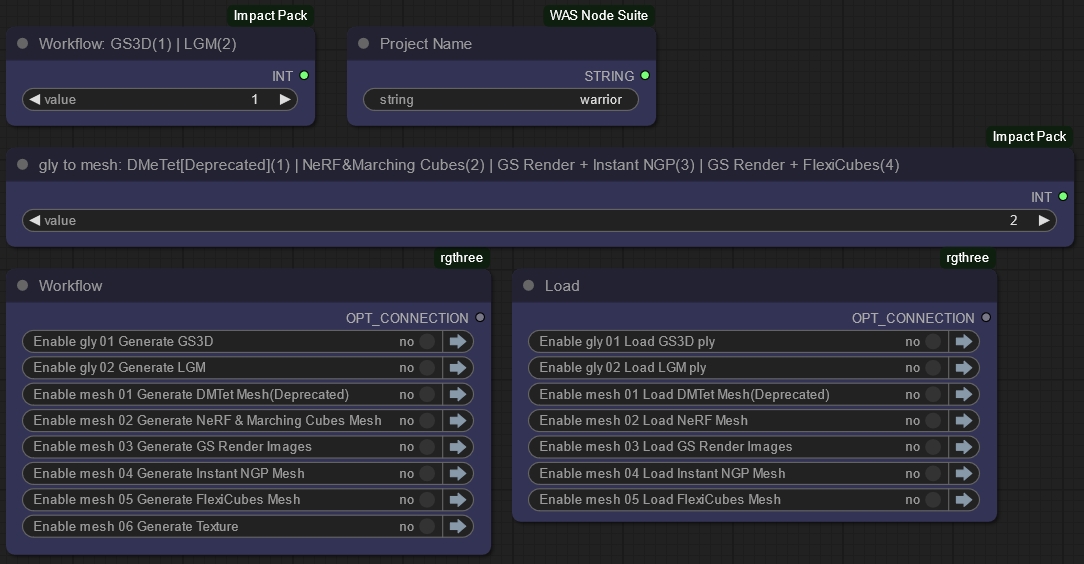 Impact Pack
WAS Node Suite
Workflow: GS3D(1) | LGM(2)
Project Name
INT
STRING
value 1
string warrior
Impact Pack
gly to mesh: DMeTet[Deprecated](1) | NeRF&Marching Cubes(2) | GS Render + Instant NGP(3) | GS Render + FlexiCubes(4)
INT
value 2
rgthree
Workflow
OPT_CONNECTION
Enable gly 01 Generate GS3D no
Enable gly 02 Generate LGM no
Enable mesh 01 Generate DMTet Mesh(Deprecated) no
Enable mesh 02 Generate NeRF & Marching Cubes Mesh no
Enable mesh 03 Generate GS Render Images no
Enable mesh 04 Generate Instant NGP Mesh no
Enable mesh 05 Generate FlexiCubes Mesh no
Enable mesh 06 Generate Texture no
rgthree
Load
OPT_CONNECTION
Enable gly 01 Load GS3D ply no
Enable gly 02 Load LGM ply no
Enable mesh 01 Load DMTet Mesh(Deprecated) no
Enable mesh 02 Load NeRF Mesh no
Enable mesh 03 Load GS Render Images no
Enable mesh 04 Load Instant NGP Mesh no
Enable mesh 05 Load FlexiCubes Mesh no